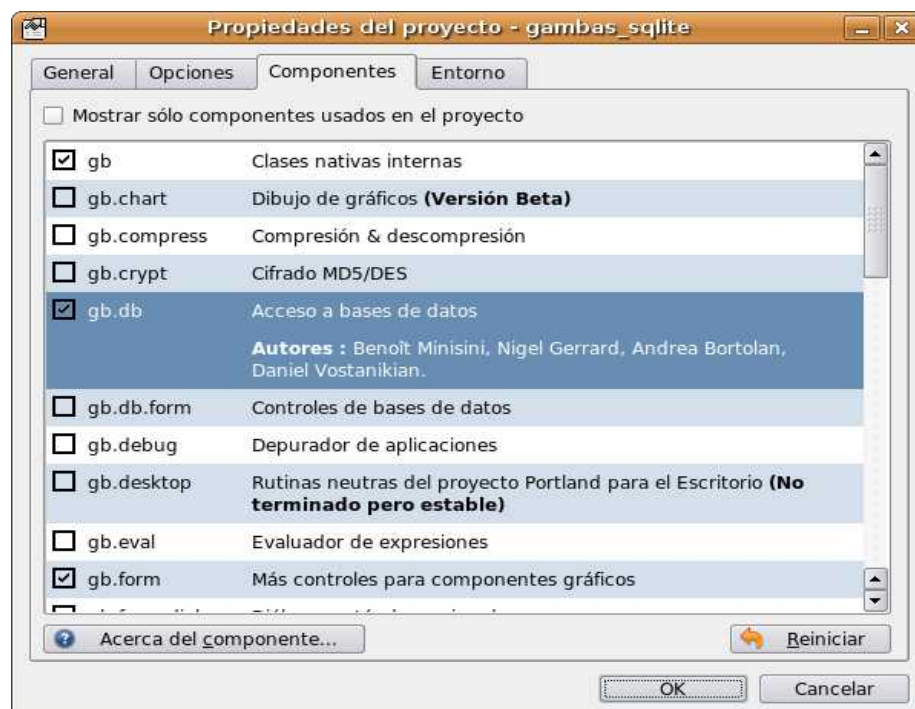 Propiedades del proyecto - gambas_sqlite
General Opciones Componentes Entorno
Mostrar sólo componentes usados en el proyecto
gb Clases nativas internas
gb.chart Dibujo de gráficos (Versión Beta)
gb.compress Compresión & descompresión
gb.crypt Cifrado MD5/DES
gb.db Acceso a bases de datos
Autores : Benoît Minisini, Nigel Gerrard, Andrea Bortolan,
Daniel Vostanikian.
gb.db.form Controles de bases de datos
gb.debug Depurador de aplicaciones
gb.desktop Rutinas neutras del proyecto Portland para el Escritorio (No
terminado pero estable)
gb.eval Evaluador de expresiones
gb.form Más controles para componentes gráficos
Acerca del componente... Reiniciar
OK Cancelar